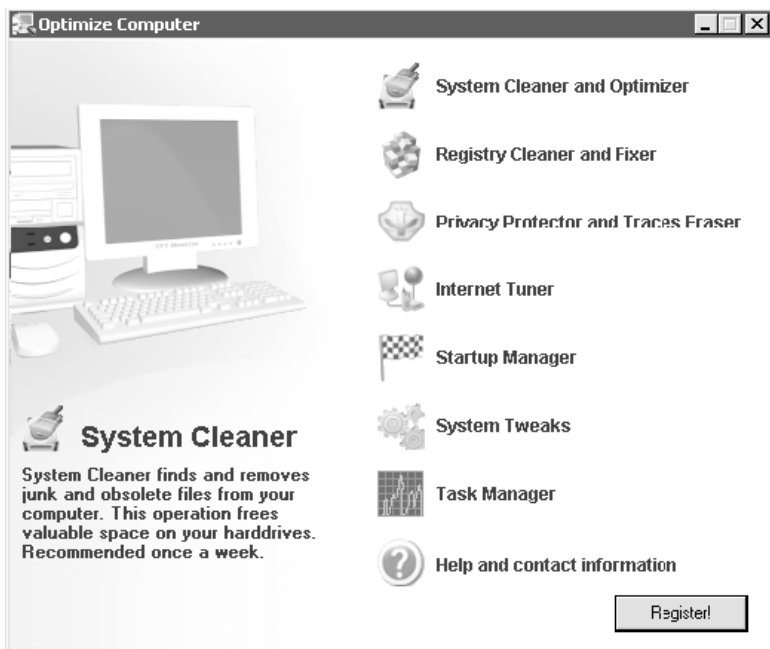 Optimize Computer
System Cleaner and Optimizer
Registry Cleaner and Fixer
Privacy Protector and Traces Eraser
Internet Tuner
Startup Manager
System Tweaks
Task Manager
Help and contact information
Register!
TFT Monitor
System Cleaner
System Cleaner finds and removes
junk and obsolete files from your
computer. This operation frees
valuable space on your harddrives.
Recommended once a week.